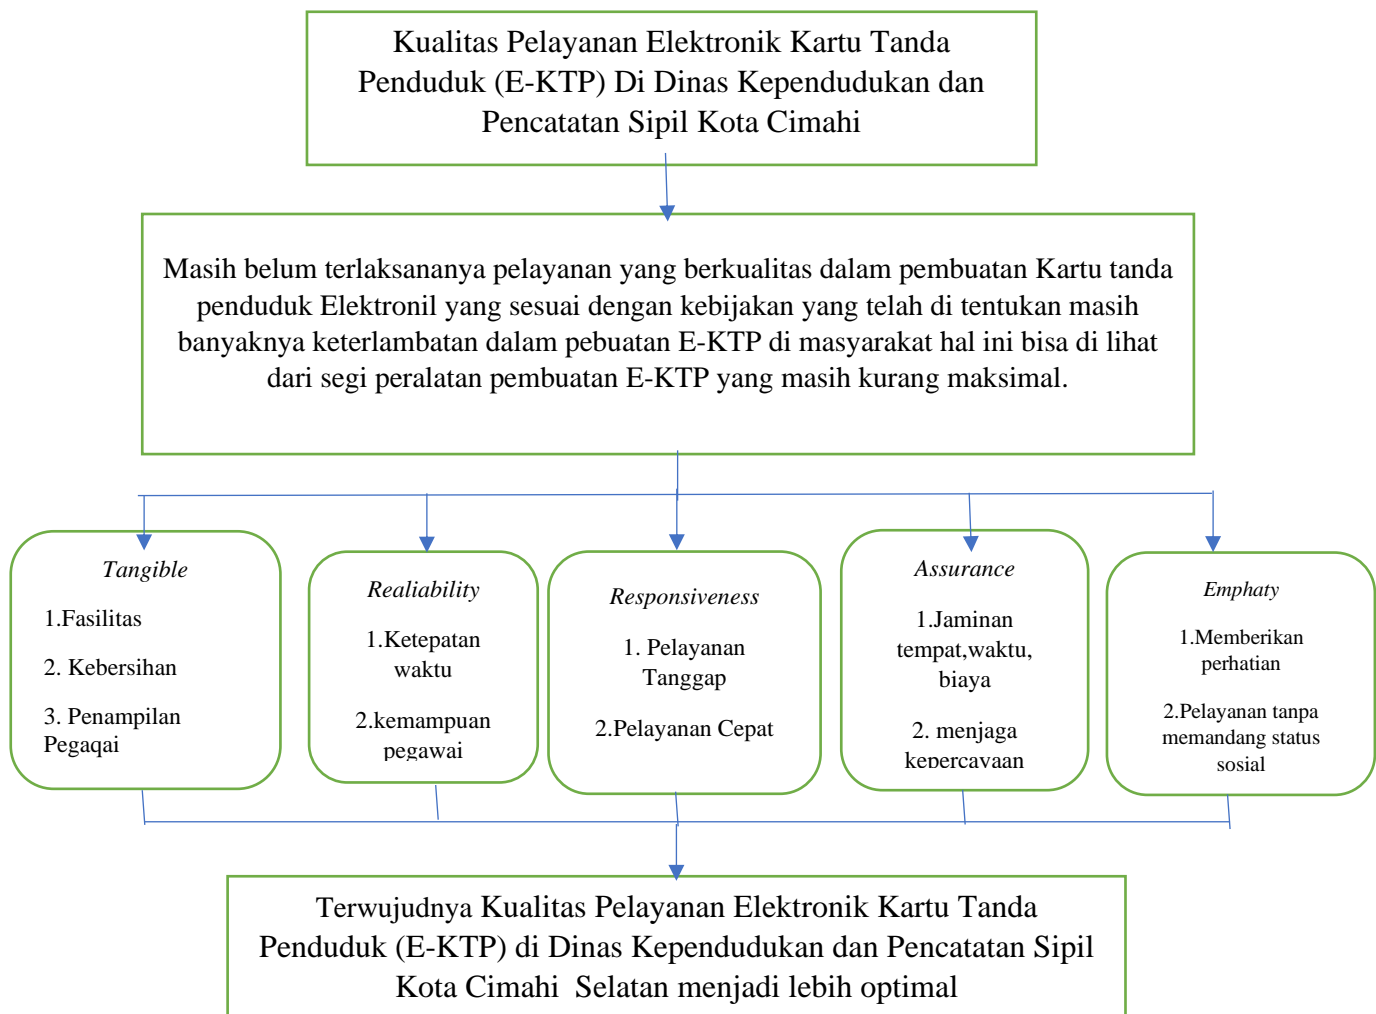 Kualitas Pelayanan Elektronik Kartu Tanda
Penduduk (E-KTP) Di Dinas Kependudukan dan
Pencatatan Sipil Kota Cimahi
Masih belum terlaksananya pelayanan yang berkualitas dalam pembuatan Kartu tanda
penduduk Elektronil yang sesuai dengan kebijakan yang telah di tentukan masih
banyaknya keterlambatan dalam pebuatan E-KTP di masyarakat hal ini bisa di lihat
dari segi peralatan pembuatan E-KTP yang masih kurang maksimal.
Tangible
1.Fasilitas
2. Kebersihan
3. Penampilan
Pegaqai
Realiability
1.Ketepatan
waktu
2.kemampuan
pegawai
Responsiveness
1. Pelayanan
Tanggap
2.Pelayanan Cepat
Assurance
1.Jaminan
tempat,waktu,
biaya
2. menjaga
kepercayaan
Emphaty
1.Memberikan
perhatian
2.Pelayanan tanpa
memandang status
sosial
Terwujudnya Kualitas Pelayanan Elektronik Kartu Tanda
Penduduk (E-KTP) di Dinas Kependudukan dan Pencatatan Sipil
Kota Cimahi  Selatan menjadi lebih optimal